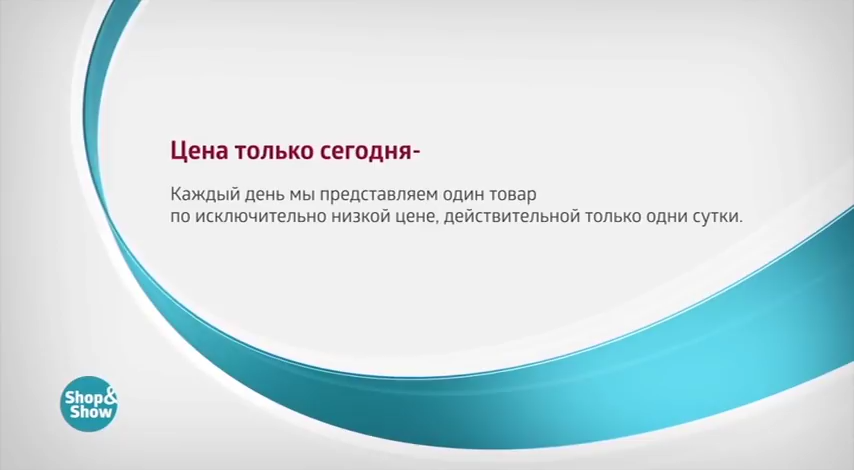 Цена только сегодня-
Каждый день мы представляем один товар
по исключительно низкой цене, действительной только одни сутки.
Shop&
Show